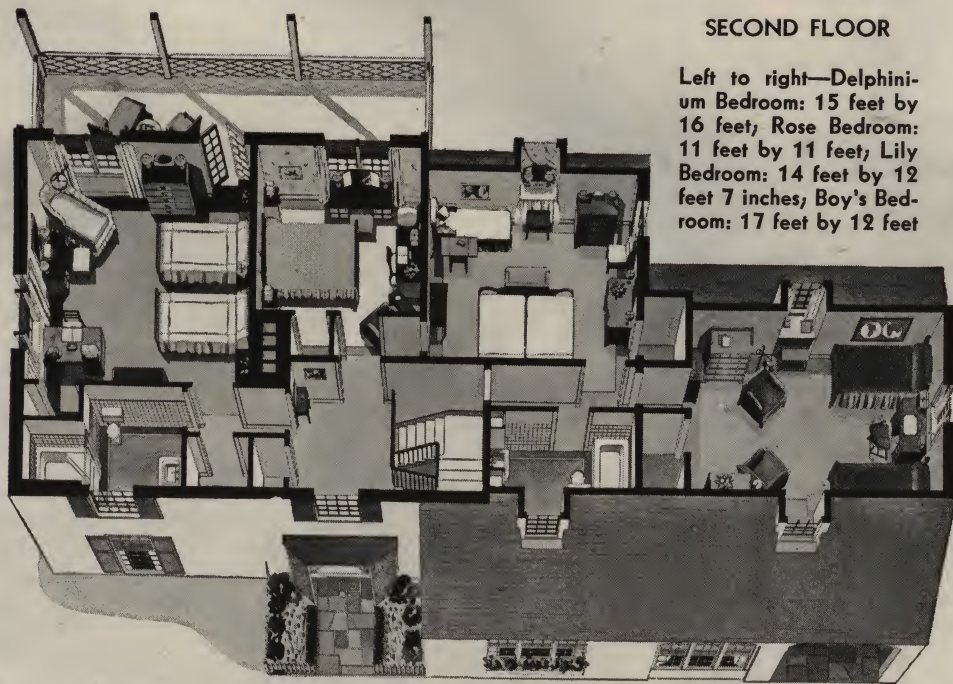 SECOND FLOOR
Left to right—Delphini-
um Bedroom: 15 feet by
16 feet; Rose Bedroom:
11 feet by 11 feet; Lily
Bedroom: 14 feet by 12
feet 7 inches; Boy's Bed-
room: 17 feet by 12 feet